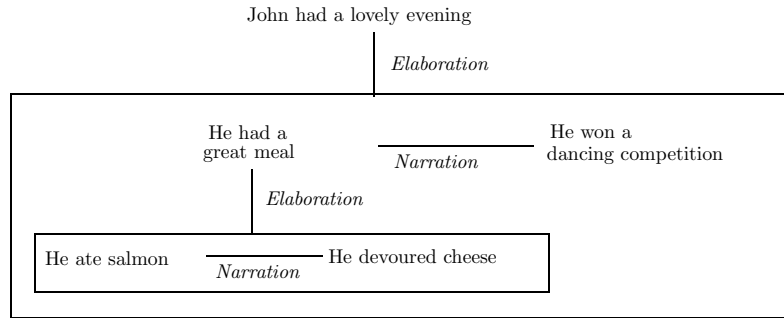 John had a lovely evening
Elaboration
He had a
great meal
Narration
He won a
dancing competition
Elaboration
He ate salmon
Narration
He devoured cheese